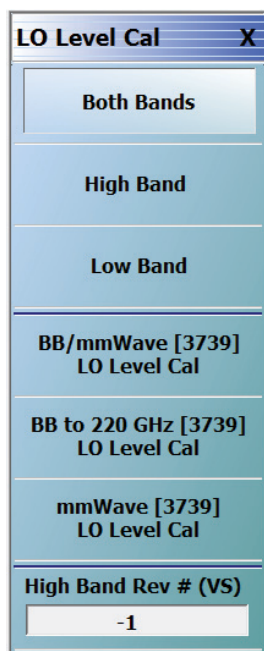 LO Level Cal X
Both Bands
High Band
Low Band
BB/mmWave [3739]
LO Level Cal
BB to 220 GHz [3739]
LO Level Cal
mmWave [3739]
LO Level Cal
High Band Rev # (VS)
-1